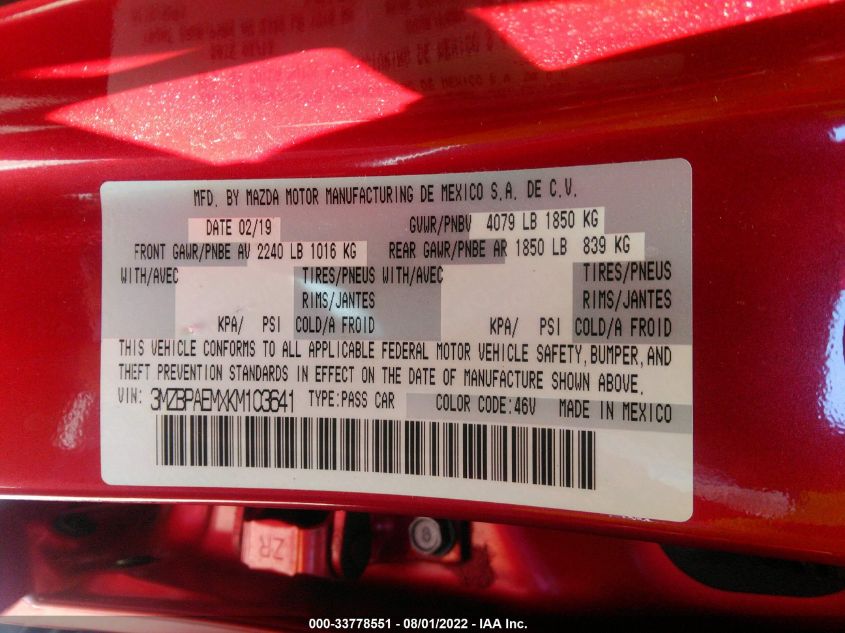 MFD. BY MAZDA MOTOR MANUFACTURING DE MEXICO S.A. DE C.V.
DATE 02/19 GVWR/PNBV 4079 LB 1850 KG
FRONT GAWR/PNBE AV 2240 LB 1016 KG REAR GAWR/PNBE AR 1850 LB 839 KG
WITH/AVEC TIRES/PNEUS WITH/AVEC TIRES/PNEUS
RIMS/JANTES RIMS/JANTES
KPA/ PSI COLD/A FROID KPA/ PSI COLD/A FROID
THIS VEHICLE CONFORMS TO ALL APPLICABLE FEDERAL MOTOR VEHICLE SAFETY, BUMPER, AND
THEFT PREVENTION STANDARDS IN EFFECT ON THE DATE OF MANUFACTURE SHOWN ABOVE.
VIN: 3MZBPAEMXKM103641 TYPE:PASS CAR COLOR CODE:46V MADE IN MEXICO
ZR 8
000-33778551 - 08/01/2022 - IAA Inc.